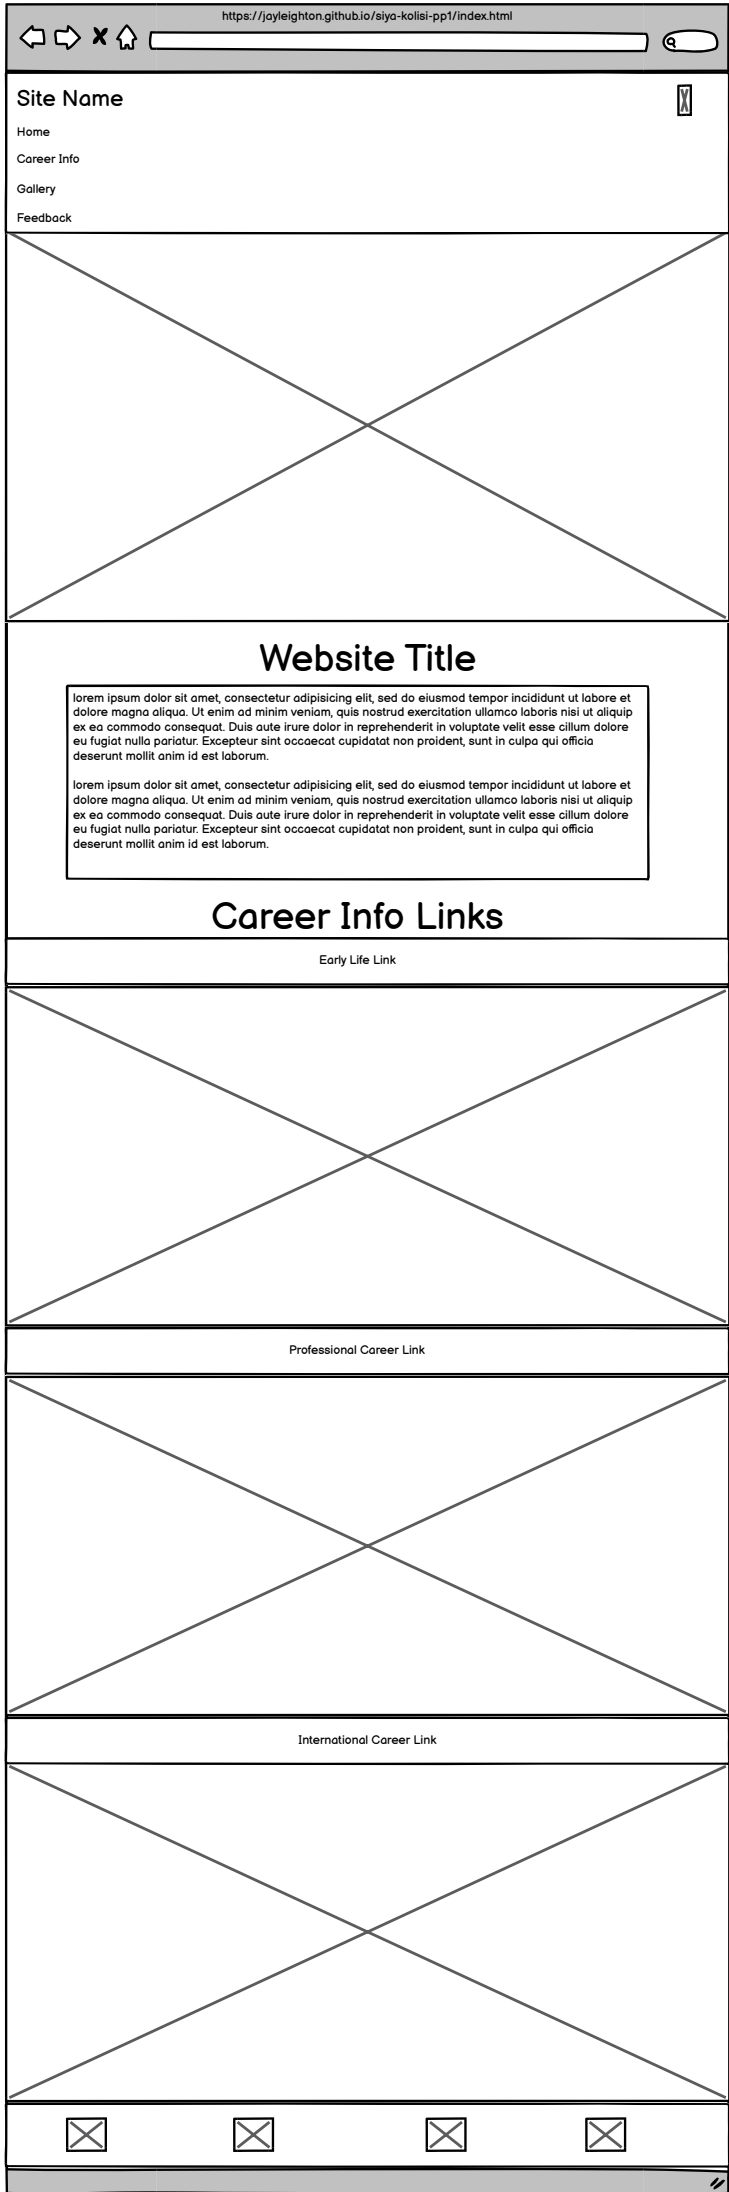 https://jayleighton.github.io/siya-kolisi-pp1/index.html
Site Name
Home
Career Info
Gallery
Feedback
Website Title
lorem ipsum dolor sit amet, consectetur adipisicing elit, sed do eiusmod tempor incididunt ut labore et
dolore magna aliqua. Ut enim ad minim veniam, quis nostrud exercitation ullamco laboris nisi ut aliquip
ex ea commodo consequat. Duis aute irure dolor in reprehenderit in voluptate velit esse cillum dolore
eu fugiat nulla pariatur. Excepteur sint occaecat cupidatat non proident, sunt in culpa qui officia
deserunt mollit anim id est laborum.
lorem ipsum dolor sit amet, consectetur adipisicing elit, sed do eiusmod tempor incididunt ut labore et
dolore magna aliqua. Ut enim ad minim veniam, quis nostrud exercitation ullamco laboris nisi ut aliquip
ex ea commodo consequat. Duis aute irure dolor in reprehenderit in voluptate velit esse cillum dolore
eu fugiat nulla pariatur. Excepteur sint occaecat cupidatat non proident, sunt in culpa qui officia
deserunt mollit anim id est laborum.
Career Info Links
Early Life Link
Professional Career Link
International Career Link